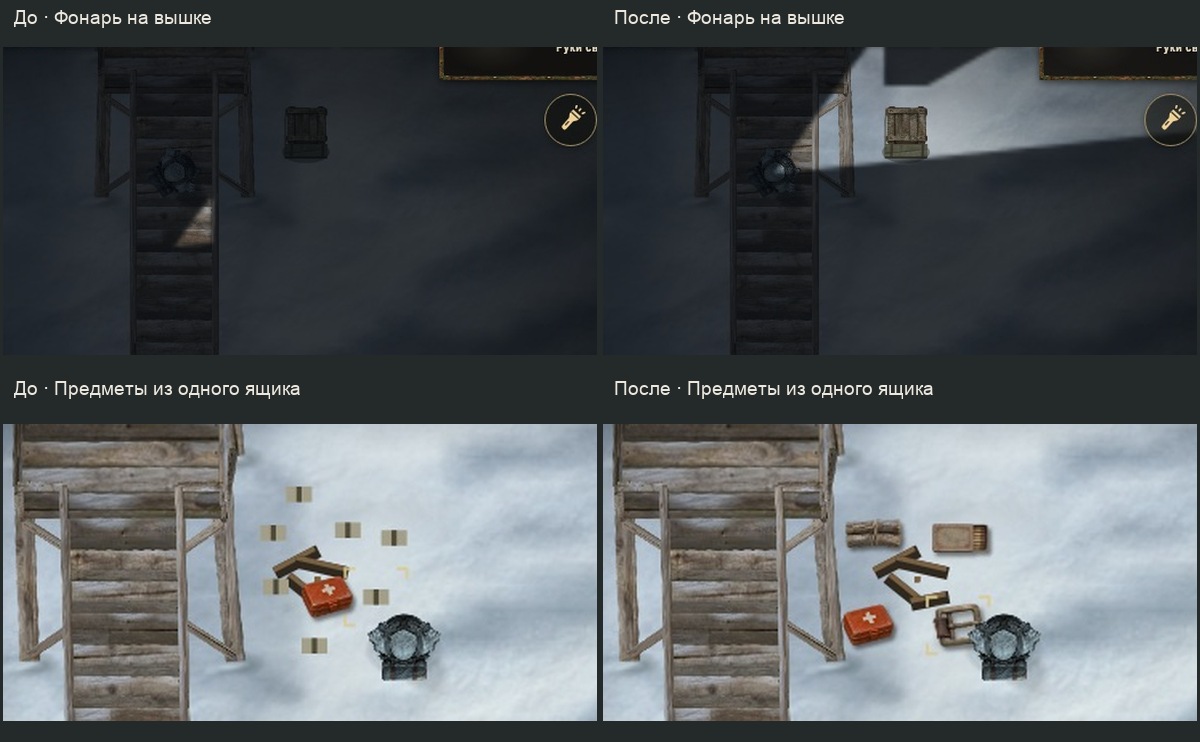 До · Фонарь на вышке
После · Фонарь на вышке
До · Предметы из одного ящика
После · Предметы из одного ящика